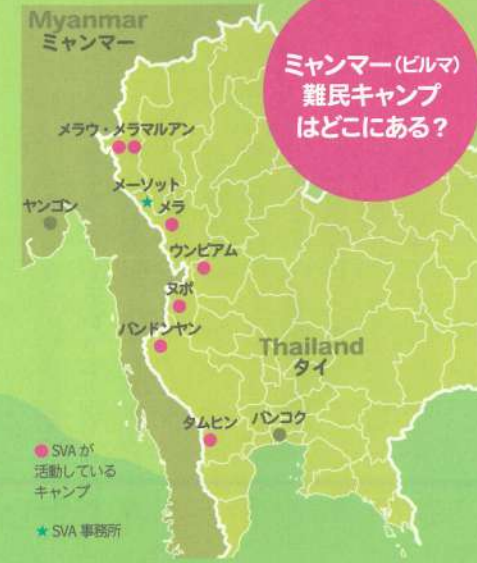 Myanmar
ミャンマー
ミャンマー(ビルマ)
難民キャンプ
はどこにある?
メラウ・メラマルアン
メーソット
メラ
ヤンゴン
ウンピアム
ヌポ
バンドンヤン
Thailand
タイ
タムヒン
バンコク
SVAが
活動している
キャンプ
SVA 事務所